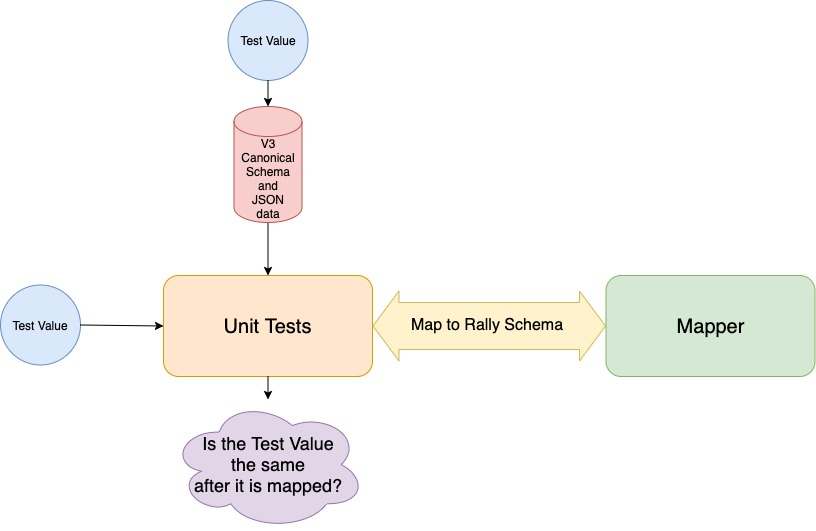 Test Value
V3
Canonical
Schema
and
JSON
data
Test Value
Unit Tests
Map to Rally Schema
Mapper
Is the Test Value
the same
after it is mapped?